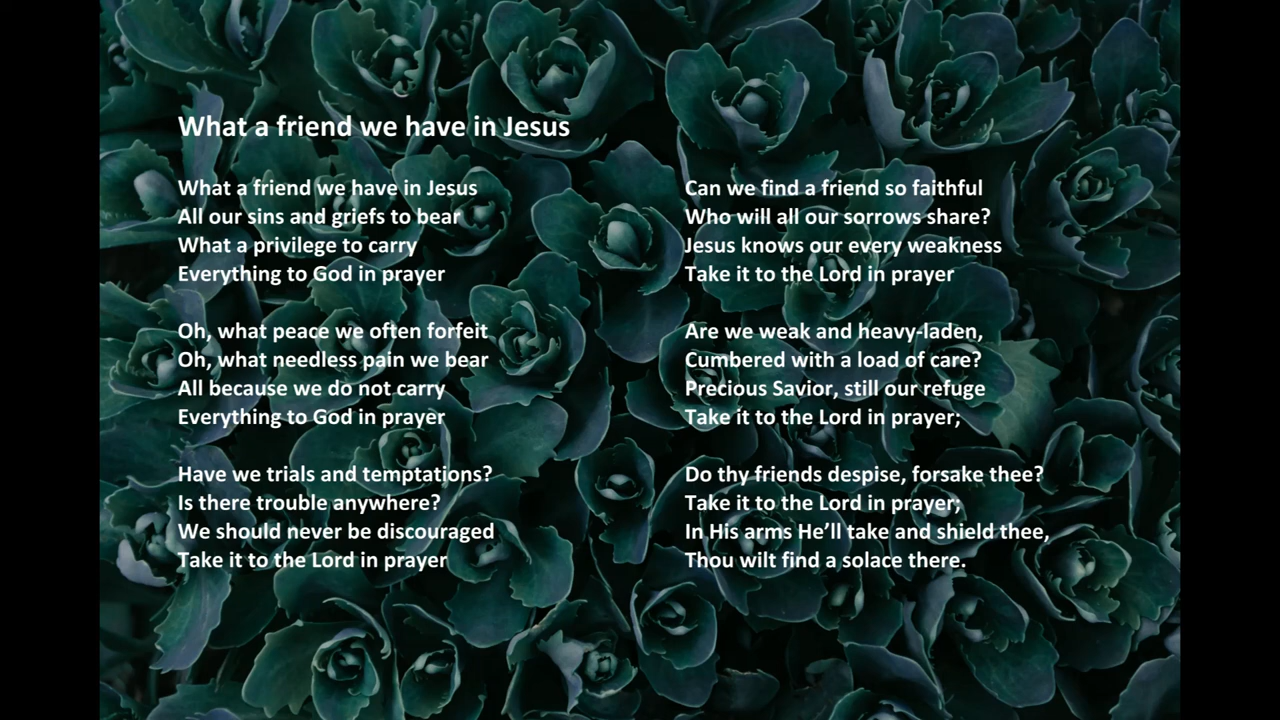 What a friend we have in Jesus
What a friend we have in Jesus
All our sins and griefs to bear
What a privilege to carry
Everything to God in prayer
Oh, what peace we often forfeit
Oh, what needless pain we bear
All because we do not carry
Everything to God in prayer
Have we trials and temptations?
Is there trouble anywhere?
We should never be discouraged
Take it to the Lord in prayer
Can we find a friend so faithful
Who will all our sorrows share?
Jesus knows our every weakness
Take it to the Lord in prayer
Are we weak and heavy-laden,
Cumbered with a load of care?
Precious Savior, still our refuge
Take it to the Lord in prayer;
Do thy friends despise, forsake thee?
Take it to the Lord in prayer;
In His arms He’ll take and shield thee,
Thou wilt find a solace there.